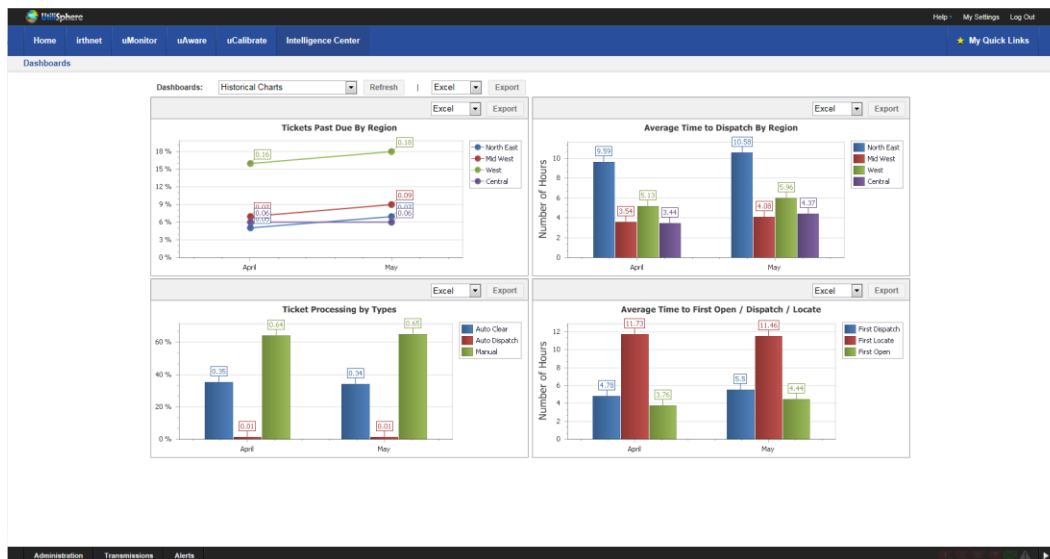 UtiliSphere Help My Settings Log Out
Home irthnet uMonitor uAware uCalibrate Intelligence Center My Quick Links
Dashboards
Dashboards: Historical Charts Refresh | Excel Export
Excel Export
Tickets Past Due By Region
18 %
15 %
12 %
9 %
6 %
3 %
0 %
0.16
0.18
0.07
0.06
0.05
0.09
0.07
0.06
April May
North East
Mid West
West
Central
Excel Export
Average Time to Dispatch By Region
Number of Hours
10
8
6
4
2
0
9.59
3.54
5.13
3.44
10.58
4.08
5.96
4.37
April May
North East
Mid West
West
Central
Excel Export
Ticket Processing by Types
60 %
40 %
20 %
0 %
0.35
0.01
0.64
0.34
0.01
0.65
April May
Auto Clear
Auto Dispatch
Manual
Excel Export
Average Time to First Open / Dispatch / Locate
Number of Hours
12
10
8
6
4
2
0
4.78
11.73
3.76
5.5
11.46
4.44
April May
First Dispatch
First Locate
First Open
Administration Transmissions Alerts